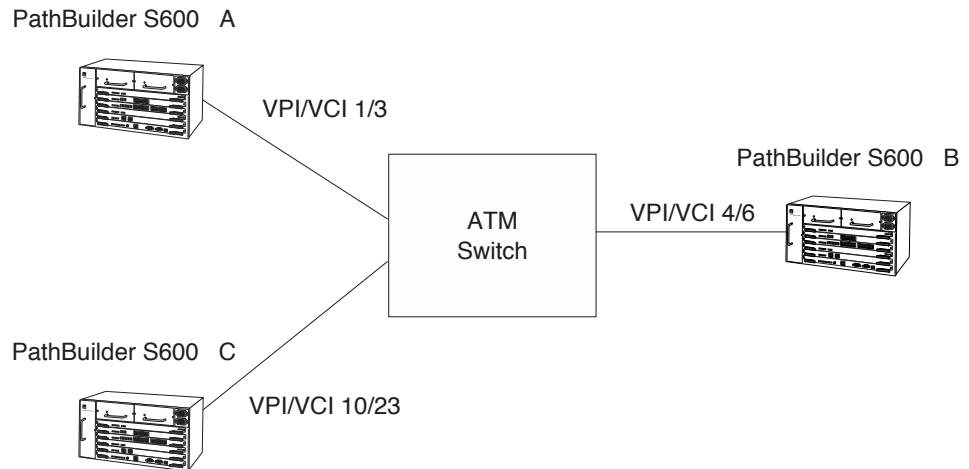 PathBuilder S600 A
VPI/VCI 1/3
PathBuilder S600 B
VPI/VCI 4/6
ATM
Switch
PathBuilder S600 C
VPI/VCI 10/23